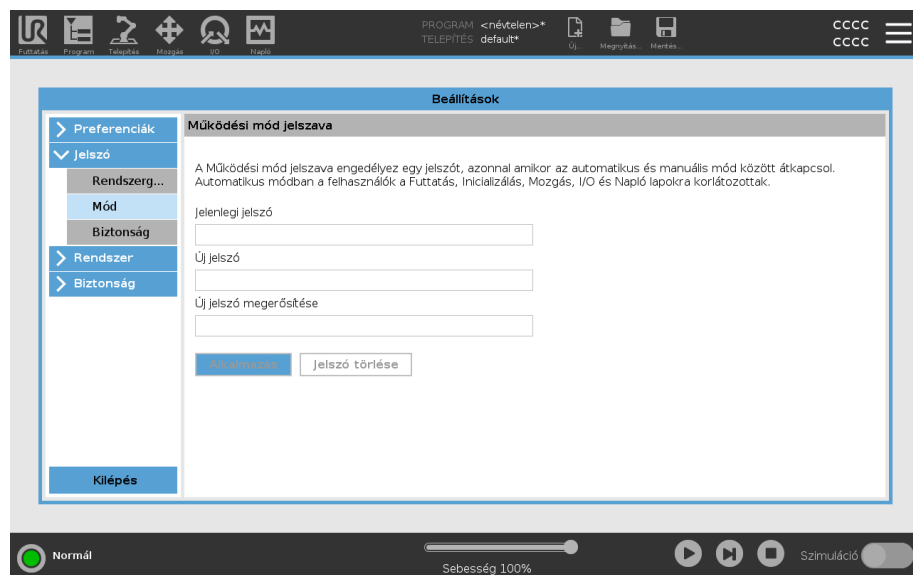 UR
PROGRAM <névtelen>*
TELEPÍTÉS default*
CCCC
CCCC
Futtatás Program Telepítés Mozgás I/O Napló Új... Megnyitás... Mentés...
Beállítások
Preferenciák
Jelszó
Rendszerg...
Mód
Biztonság
Rendszer
Biztonság
Kilépés
Működési mód jelszava
A Működési mód jelszava engedélyez egy jelszót, azonnal amikor az automatikus és manuális mód között átkapcsol.
Automatikus módban a felhasználók a Futtatás, Inicializálás, Mozgás, I/O és Napló lapokra korlátozottak.
Jelenlegi jelszó
Új jelszó
Új jelszó megerősítése
Alkalmazás Jelszó törlése
Normál
Sebesség 100%
Szimuláció